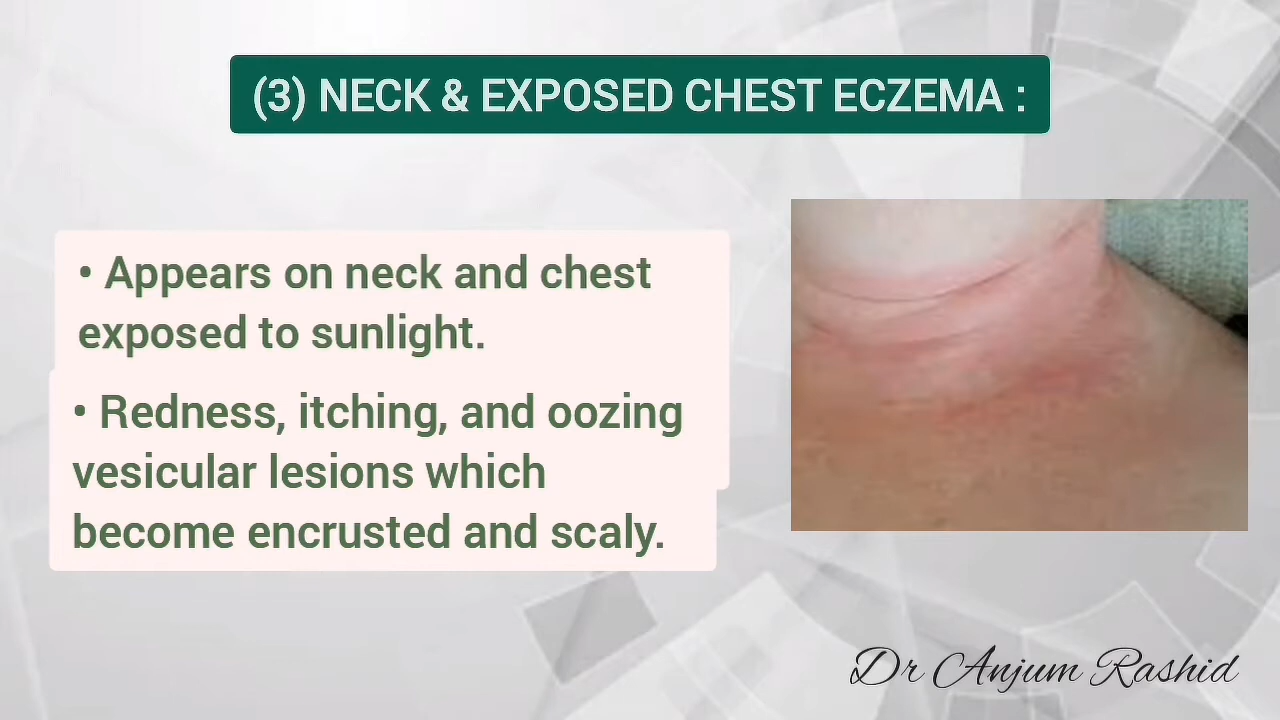 (3) NECK & EXPOSED CHEST ECZEMA :
• Appears on neck and chest
exposed to sunlight.
• Redness, itching, and oozing
vesicular lesions which
become encrusted and scaly.
Dr Anjum Rashid